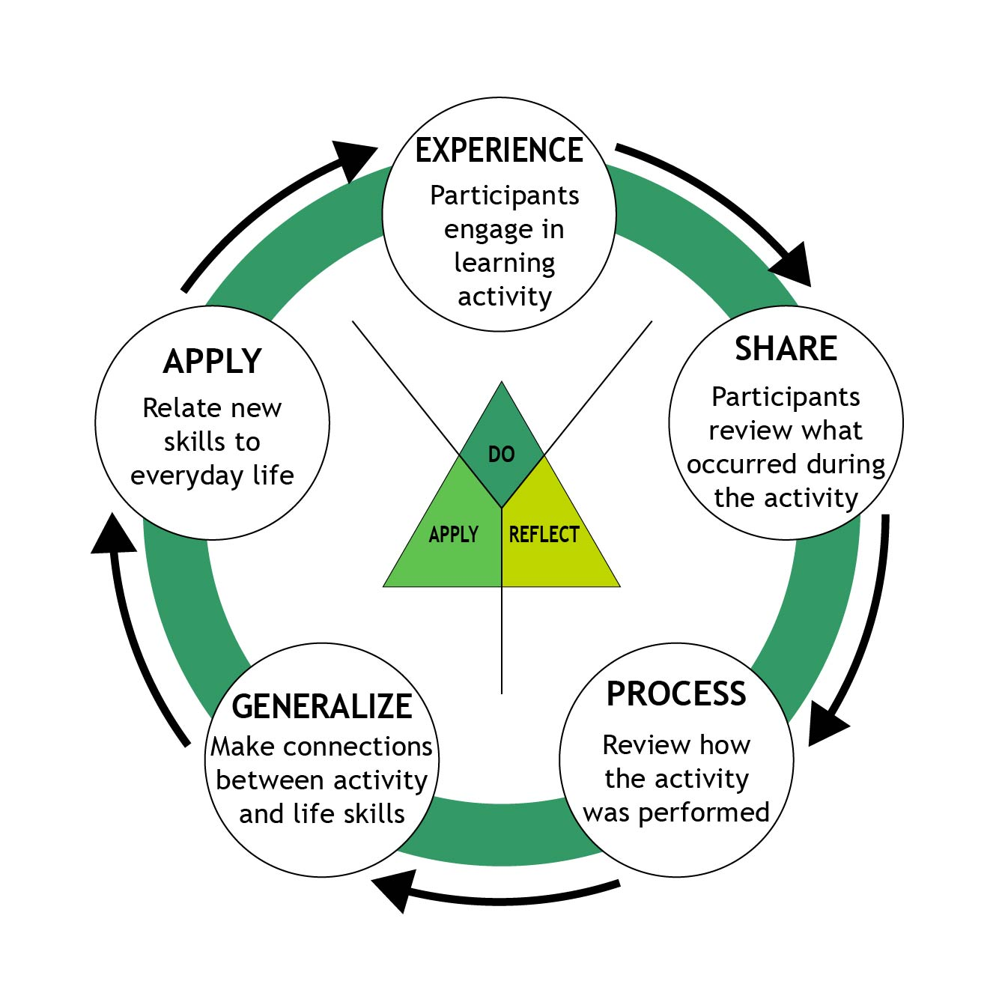 EXPERIENCE
Participants
engage in
learning
activity
SHARE
Participants
review what
occurred during
the activity
PROCESS
Review how
the activity
was performed
GENERALIZE
Make connections
between activity
and life skills
APPLY
Relate new
skills to
everyday life
DO
APPLY
REFLECT